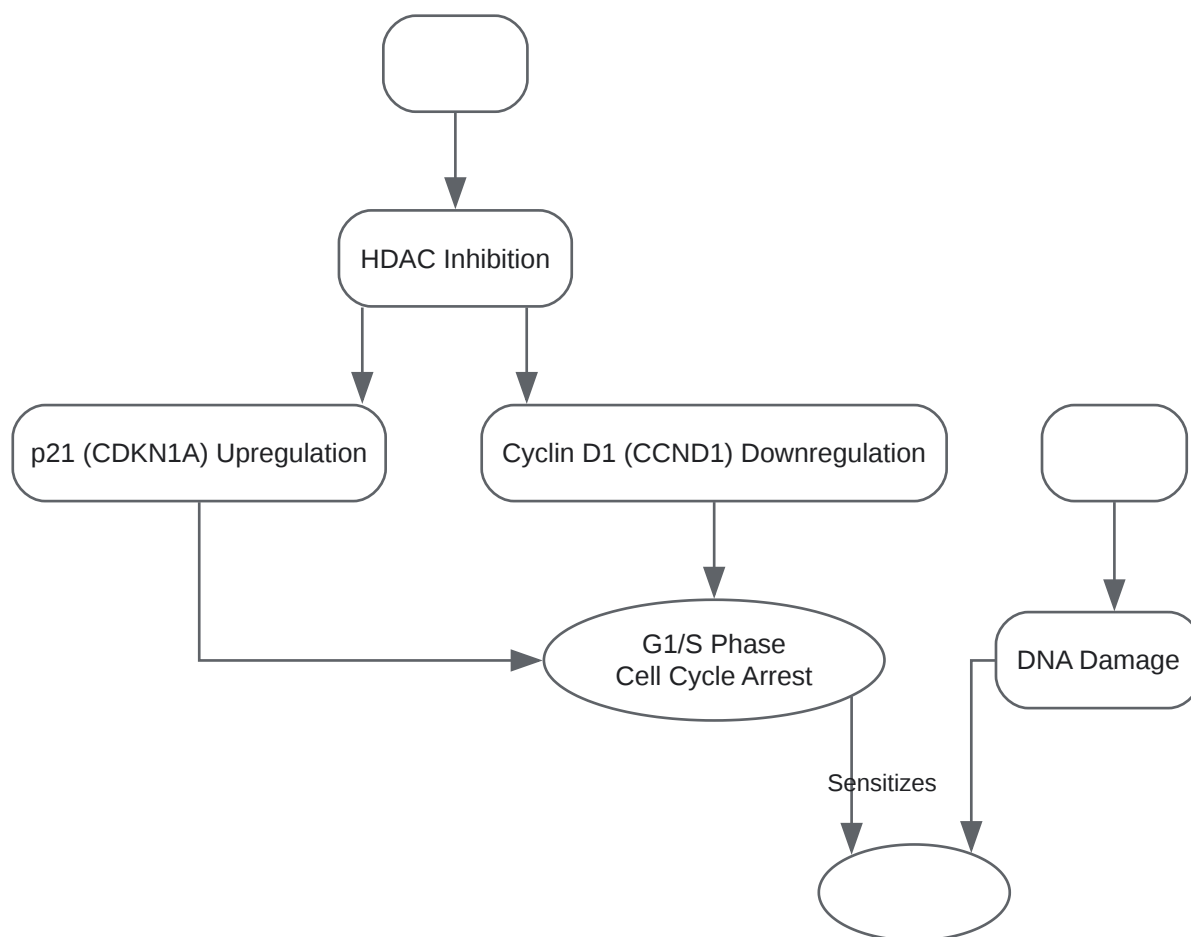 HDAC Inhibition
p21 (CDKN1A) Upregulation
Cyclin D1 (CCND1) Downregulation
G1/S Phase
Cell Cycle Arrest
DNA Damage
Sensitizes